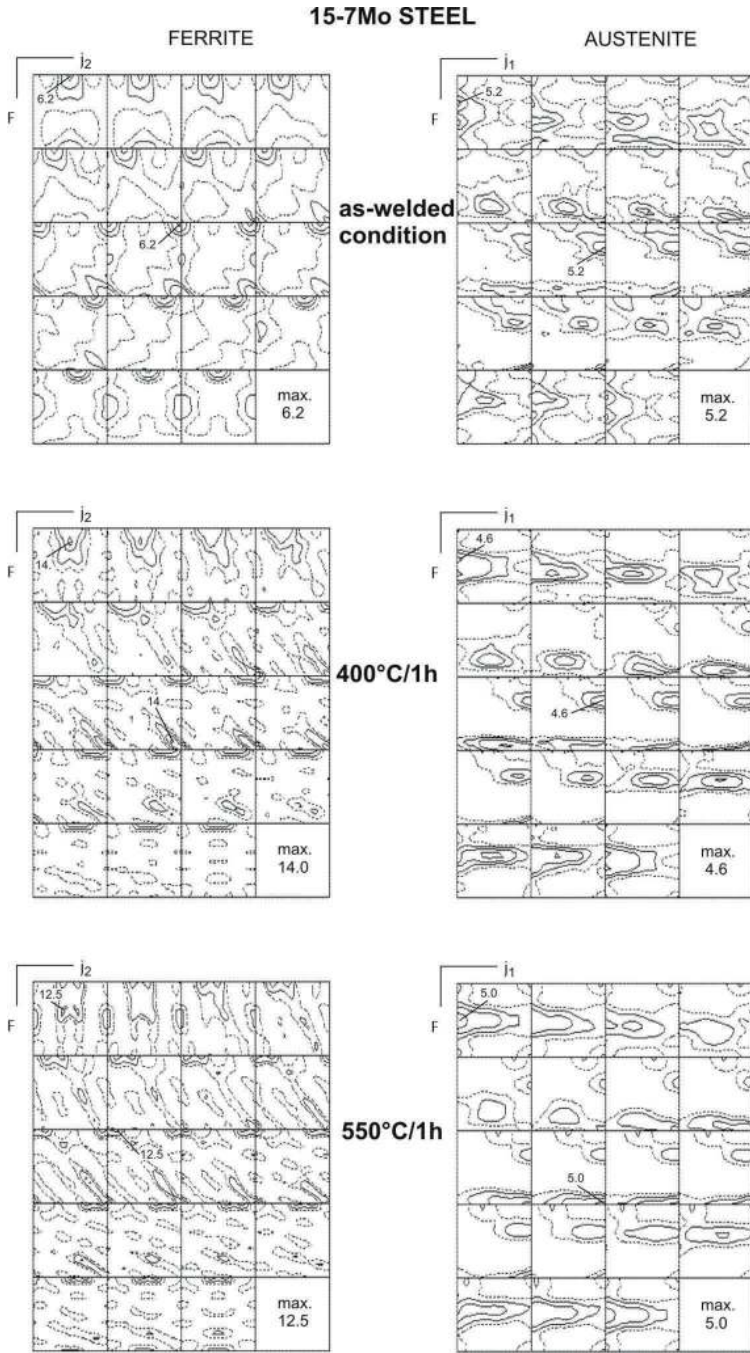 15-7Mo STEEL
FERRITE
AUSTENITE
j2
j1
F
F
6.2
5.2
as-welded
condition
6.2
5.2
max.
6.2
max.
5.2
j2
j1
F
F
14
4.6
400°C/1h
14
4.6
max.
14.0
max.
4.6
j2
j1
F
F
12.5
5.0
550°C/1h
12.5
5.0
max.
12.5
max.
5.0